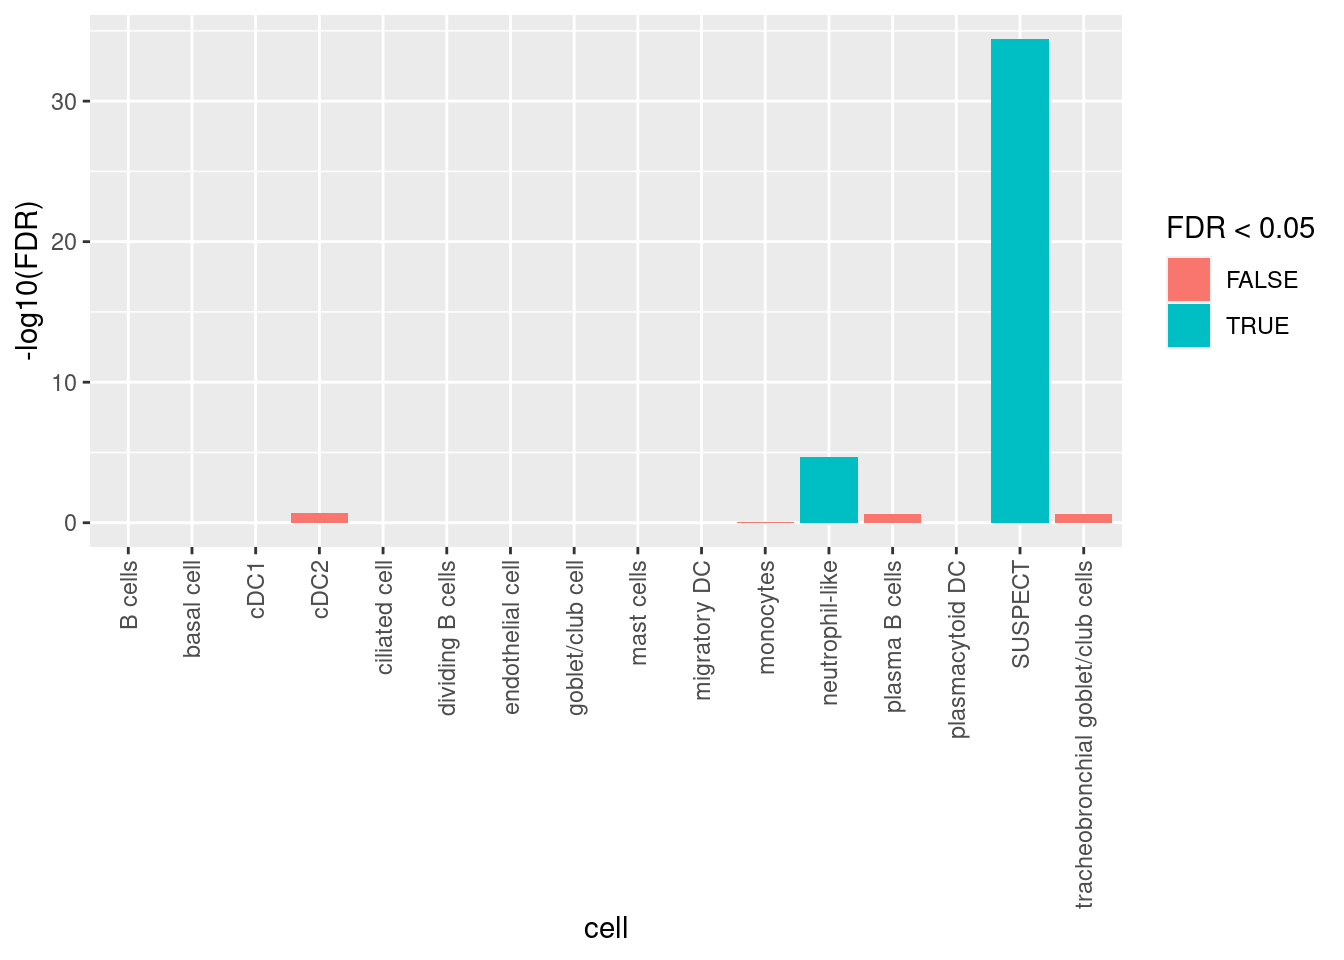 -log10(FDR)
30
20
10
0
B cells
basal cell
cDC1
cDC2
ciliated cell
dividing B cells
endothelial cell
goblet/club cell
mast cells
migratory DC
monocytes
neutrophil-like
plasma B cells
plasmacytoid DC
SUSPECT
tracheobronchial goblet/club cells
cell
FDR < 0.05
FALSE
TRUE